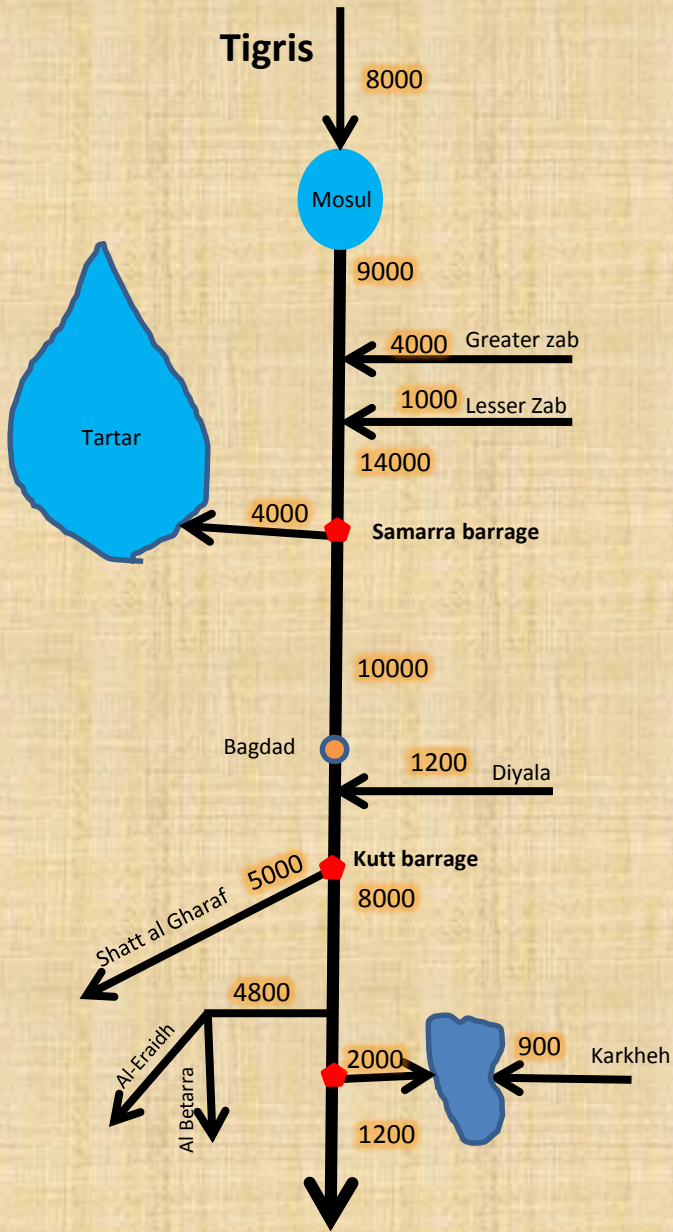 Tigris
8000
Mosul
9000
4000 Greater zab
1000 Lesser Zab
14000
Tartar
4000
Samarra barrage
10000
Bagdad
1200 Diyala
Kutt barrage
5000
8000
Shatt al Gharaf
4800
Al-Eraidh
Al Betarra
2000
900
Karkheh
1200